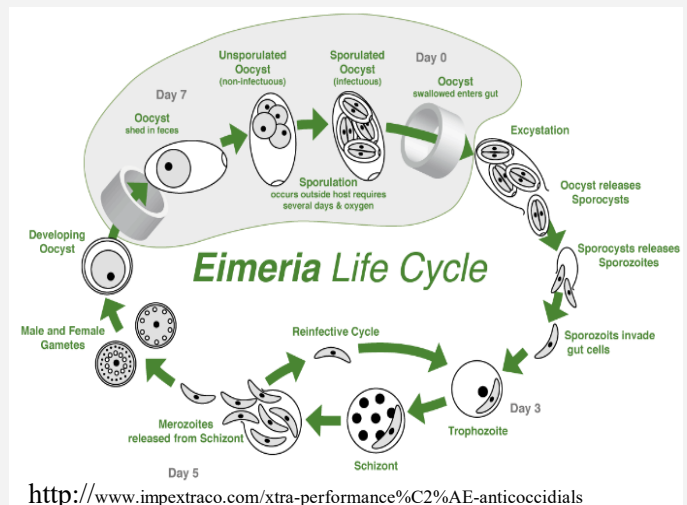 Unsporulated
Oocyst
(non-infectuous)
Sporulated
Oocyst
(infectuous)
Day 0
Oocyst
swallowed enters gut
Day 7
Oocyst
shed in feces
Excystation
Sporulation
occurs outside host requires
several days & oxygen
Oocyst releases
Sporocysts
Developing
Oocyst
Sporocysts releases
Sporozoites
Eimeria Life Cycle
Male and Female
Gametes
Reinfective Cycle
Sporozoits invade
gut cells
Day 3
Trophozoite
Merozoites
released from Schizont
Schizont
Day 5
http://www.impextraco.com/xtra-performance%C2%AE-anticoccidials